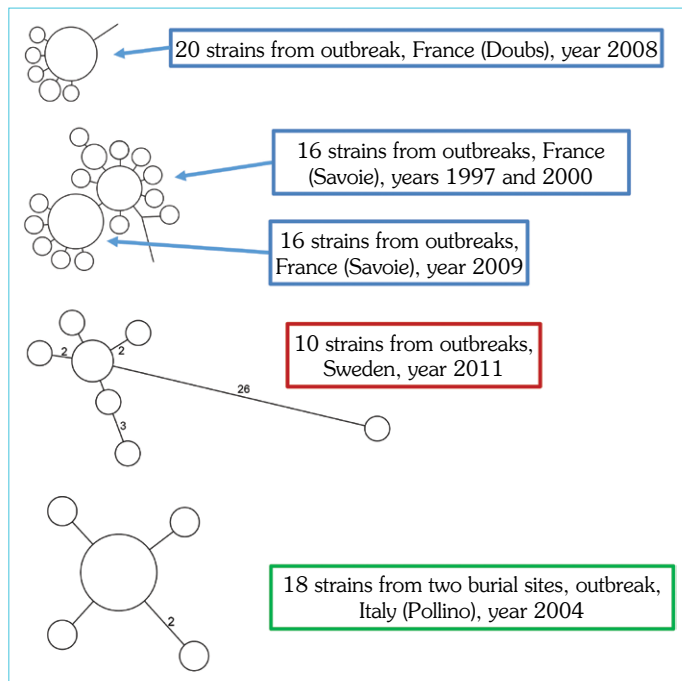 20 strains from outbreak, France (Doubs), year 2008
16 strains from outbreaks, France
(Savoie), years 1997 and 2000
16 strains from outbreaks,
France (Savoie), year 2009
2
2
10 strains from outbreaks,
Sweden, year 2011
26
3
18 strains from two burial sites, outbreak,
Italy (Pollino), year 2004
2